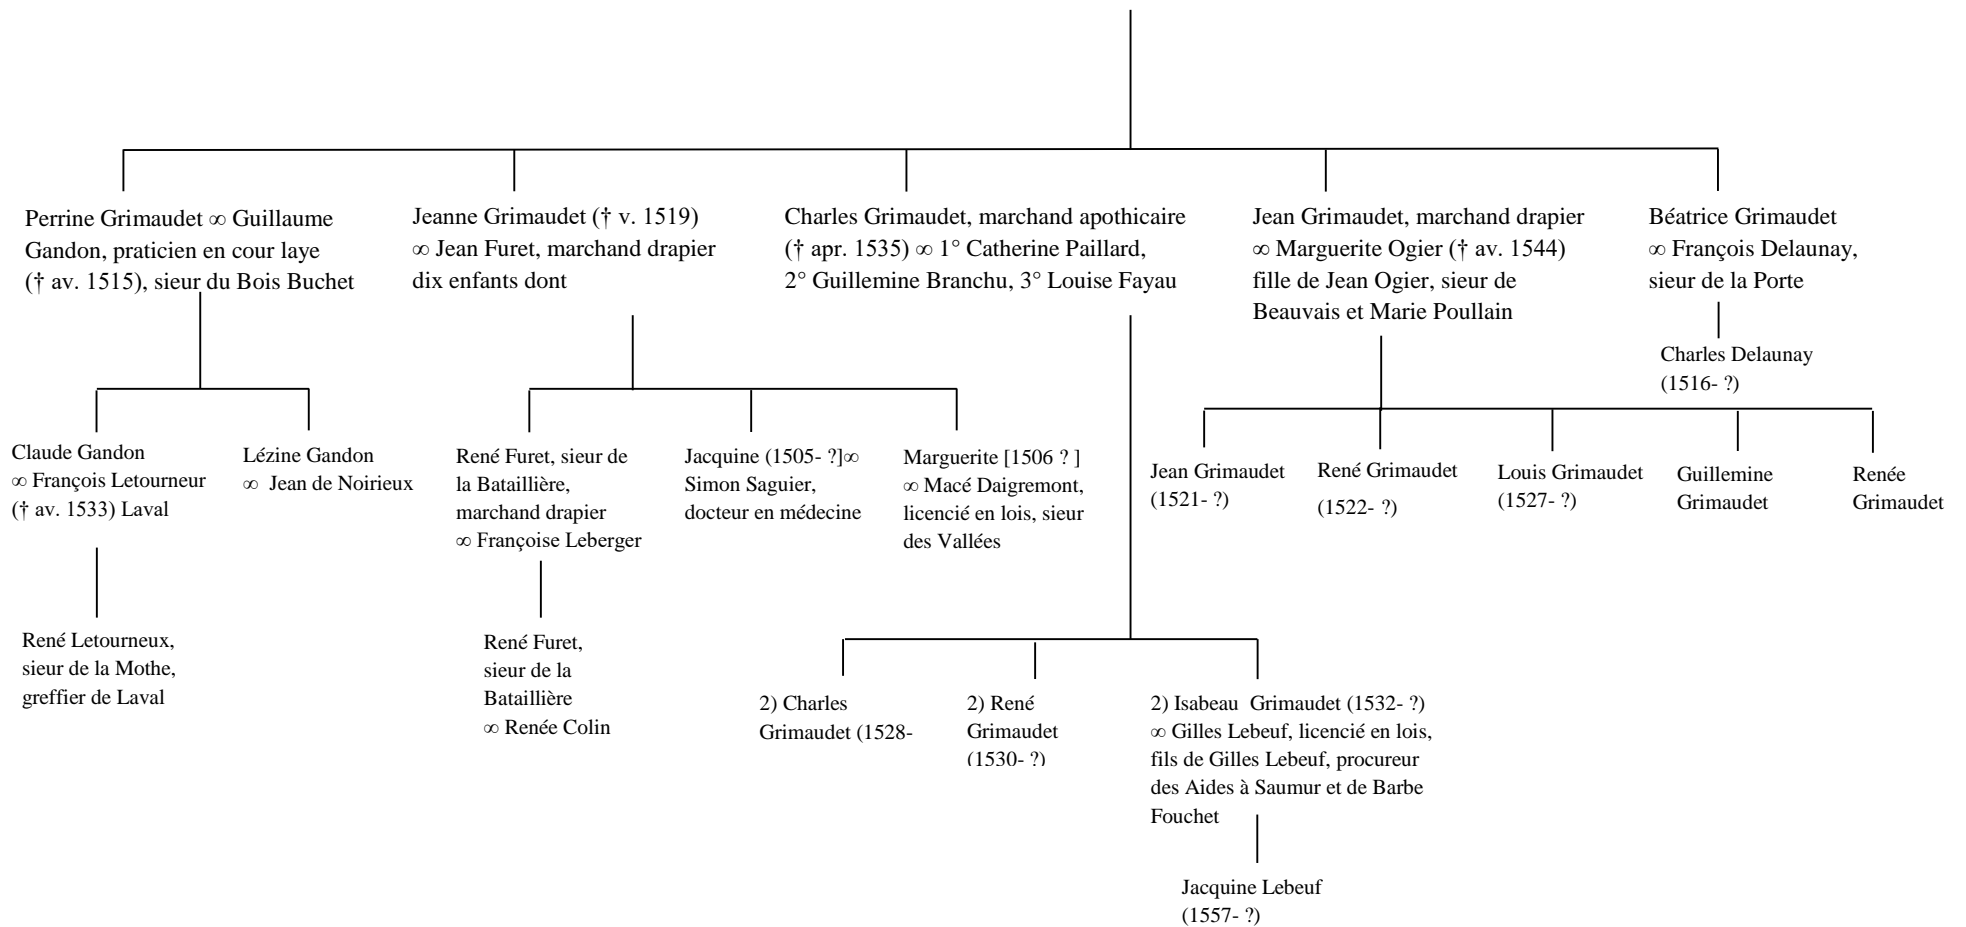 Perrine Grimaudet ∞ Guillaume
Gandon, praticien en cour laye
(† av. 1515), sieur du Bois Buchet
Jeanne Grimaudet († v. 1519)
∞ Jean Furet, marchand drapier
dix enfants dont
Charles Grimaudet, marchand apothicaire
(† apr. 1535) ∞ 1° Catherine Paillard,
2° Guillemine Branchu, 3° Louise Fayau
Jean Grimaudet, marchand drapier
∞ Marguerite Ogier († av. 1544)
fille de Jean Ogier, sieur de
Beauvais et Marie Poullain
Béatrice Grimaudet
∞ François Delaunay,
sieur de la Porte
Charles Delaunay
(1516- ?)
Claude Gandon
∞ François Letourneur
(† av. 1533) Laval
Lézine Gandon
∞ Jean de Noirieux
René Furet, sieur de
la Bataillière,
marchand drapier
∞ Françoise Leberger
Jacquine (1505- ?]∞
Simon Saguier,
docteur en médecine
Marguerite [1506 ? ]
∞ Macé Daigremont,
licencié en lois, sieur
des Vallées
Jean Grimaudet
(1521- ?)
René Grimaudet
(1522- ?)
Louis Grimaudet
(1527- ?)
Guillemine
Grimaudet
Renée
Grimaudet
René Letourneux,
sieur de la Mothe,
greffier de Laval
René Furet,
sieur de la
Bataillière
∞ Renée Colin
2) Charles
Grimaudet (1528-
2) René
Grimaudet
(1530- ?)
2) Isabeau Grimaudet (1532- ?)
∞ Gilles Lebeuf, licencié en lois,
fils de Gilles Lebeuf, procureur
des Aides à Saumur et de Barbe
Fouchet
Jacquine Lebeuf
(1557- ?)